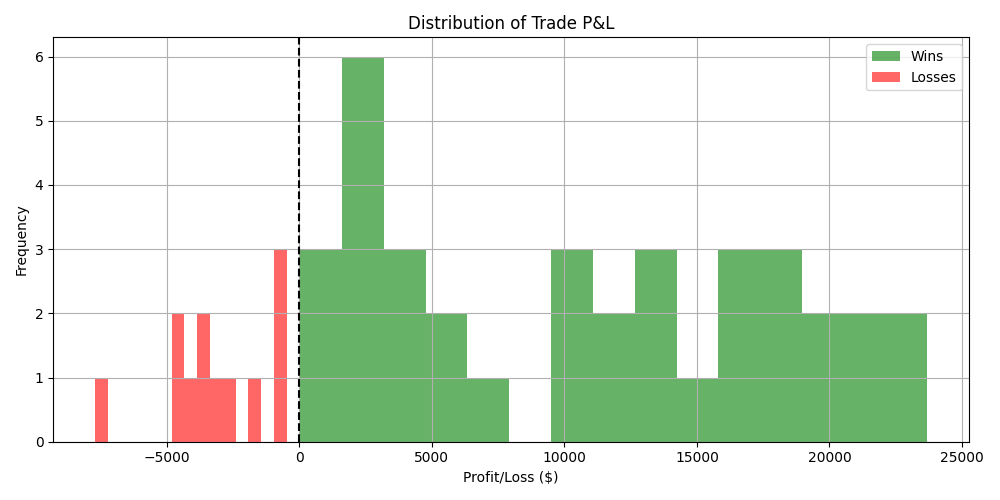 Distribution of Trade P&L
Wins
Losses
Frequency
6
5
4
3
2
1
0
−5000
0
5000
10000
15000
20000
25000
Profit/Loss ($)